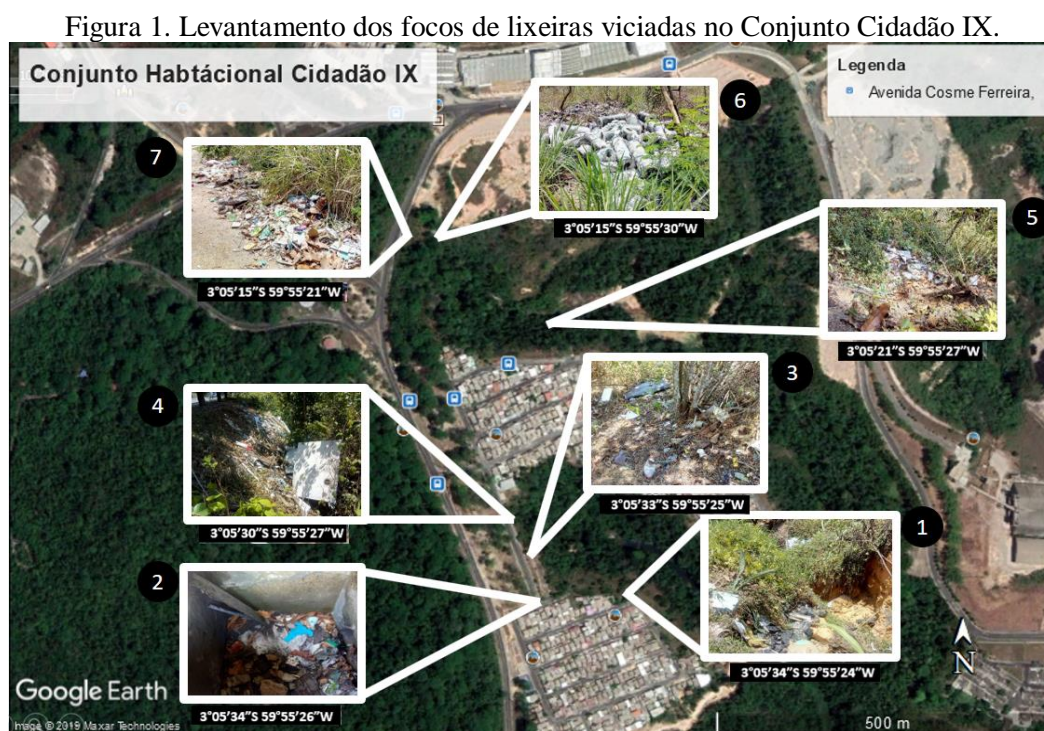 Figura 1. Levantamento dos focos de lixeiras viciadas no Conjunto Cidadão IX.
Conjunto Habtácional Cidadão IX
Legenda
Avenida Cosme Ferreira,
6
7
3°05'15"S 59°55'30"W
5
3°05'15"S 59°55'21"W
3°05'21"S 59°55'27"W
3
4
3°05'33"S 59°55'25"W
3°05'30"S 59°55'27"W
1
2
3°05'34"S 59°55'24"W
N
Google Earth
3°05'34"S 59°55'26"W
Image © 2019 Maxar Technologies
500 m